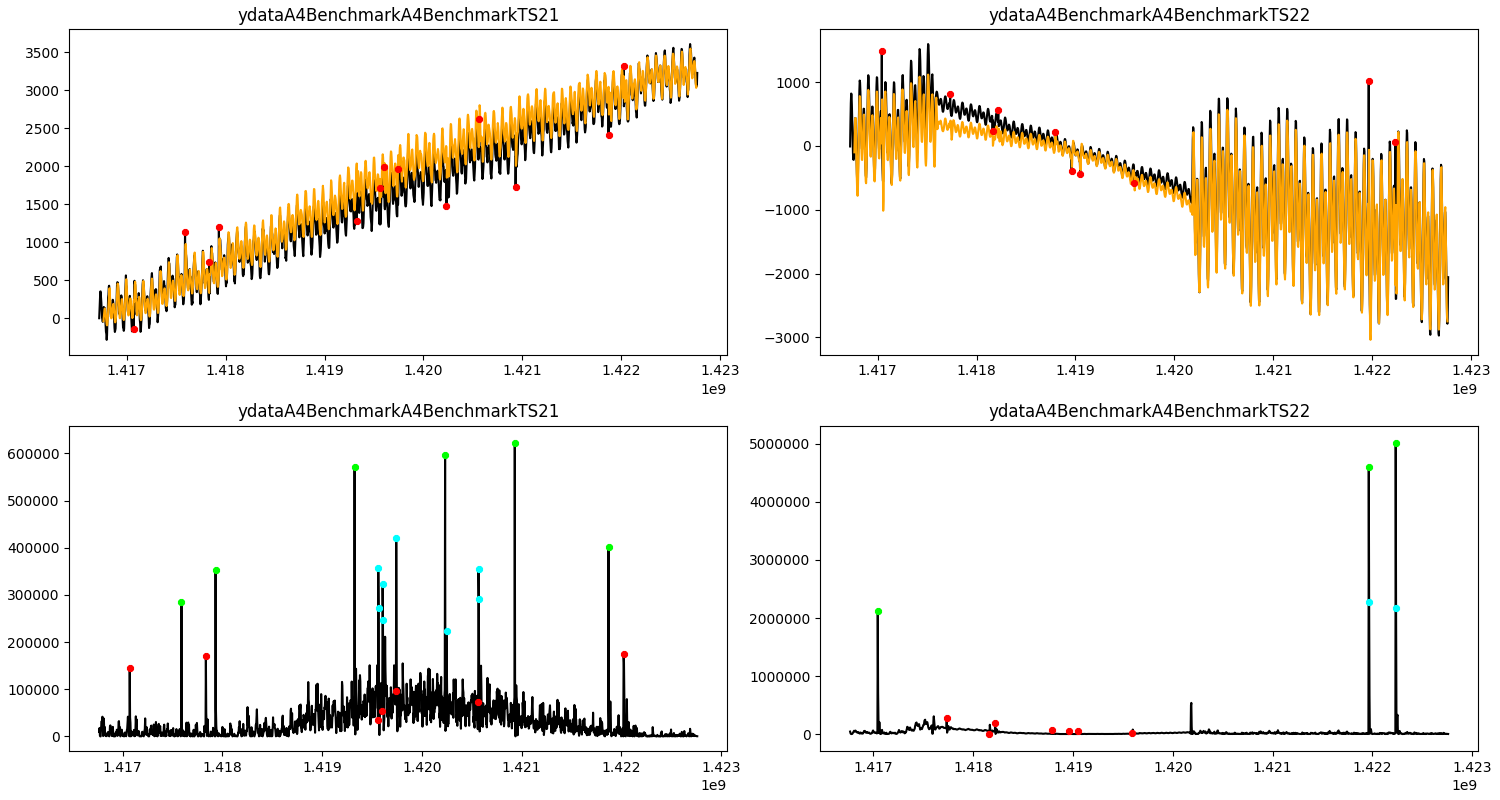 ydataA4BenchmarkA4BenchmarkTS21
3500
3000
2500
2000
1500
1000
500
0
1.417 1.418 1.419 1.420 1.421 1.422 1.423
1e9
ydataA4BenchmarkA4BenchmarkTS22
1000
0
−1000
−2000
−3000
1.417 1.418 1.419 1.420 1.421 1.422 1.423
1e9
ydataA4BenchmarkA4BenchmarkTS21
600000
500000
400000
300000
200000
100000
0
1.417 1.418 1.419 1.420 1.421 1.422 1.423
1e9
ydataA4BenchmarkA4BenchmarkTS22
5000000
4000000
3000000
2000000
1000000
0
1.417 1.418 1.419 1.420 1.421 1.422 1.423
1e9